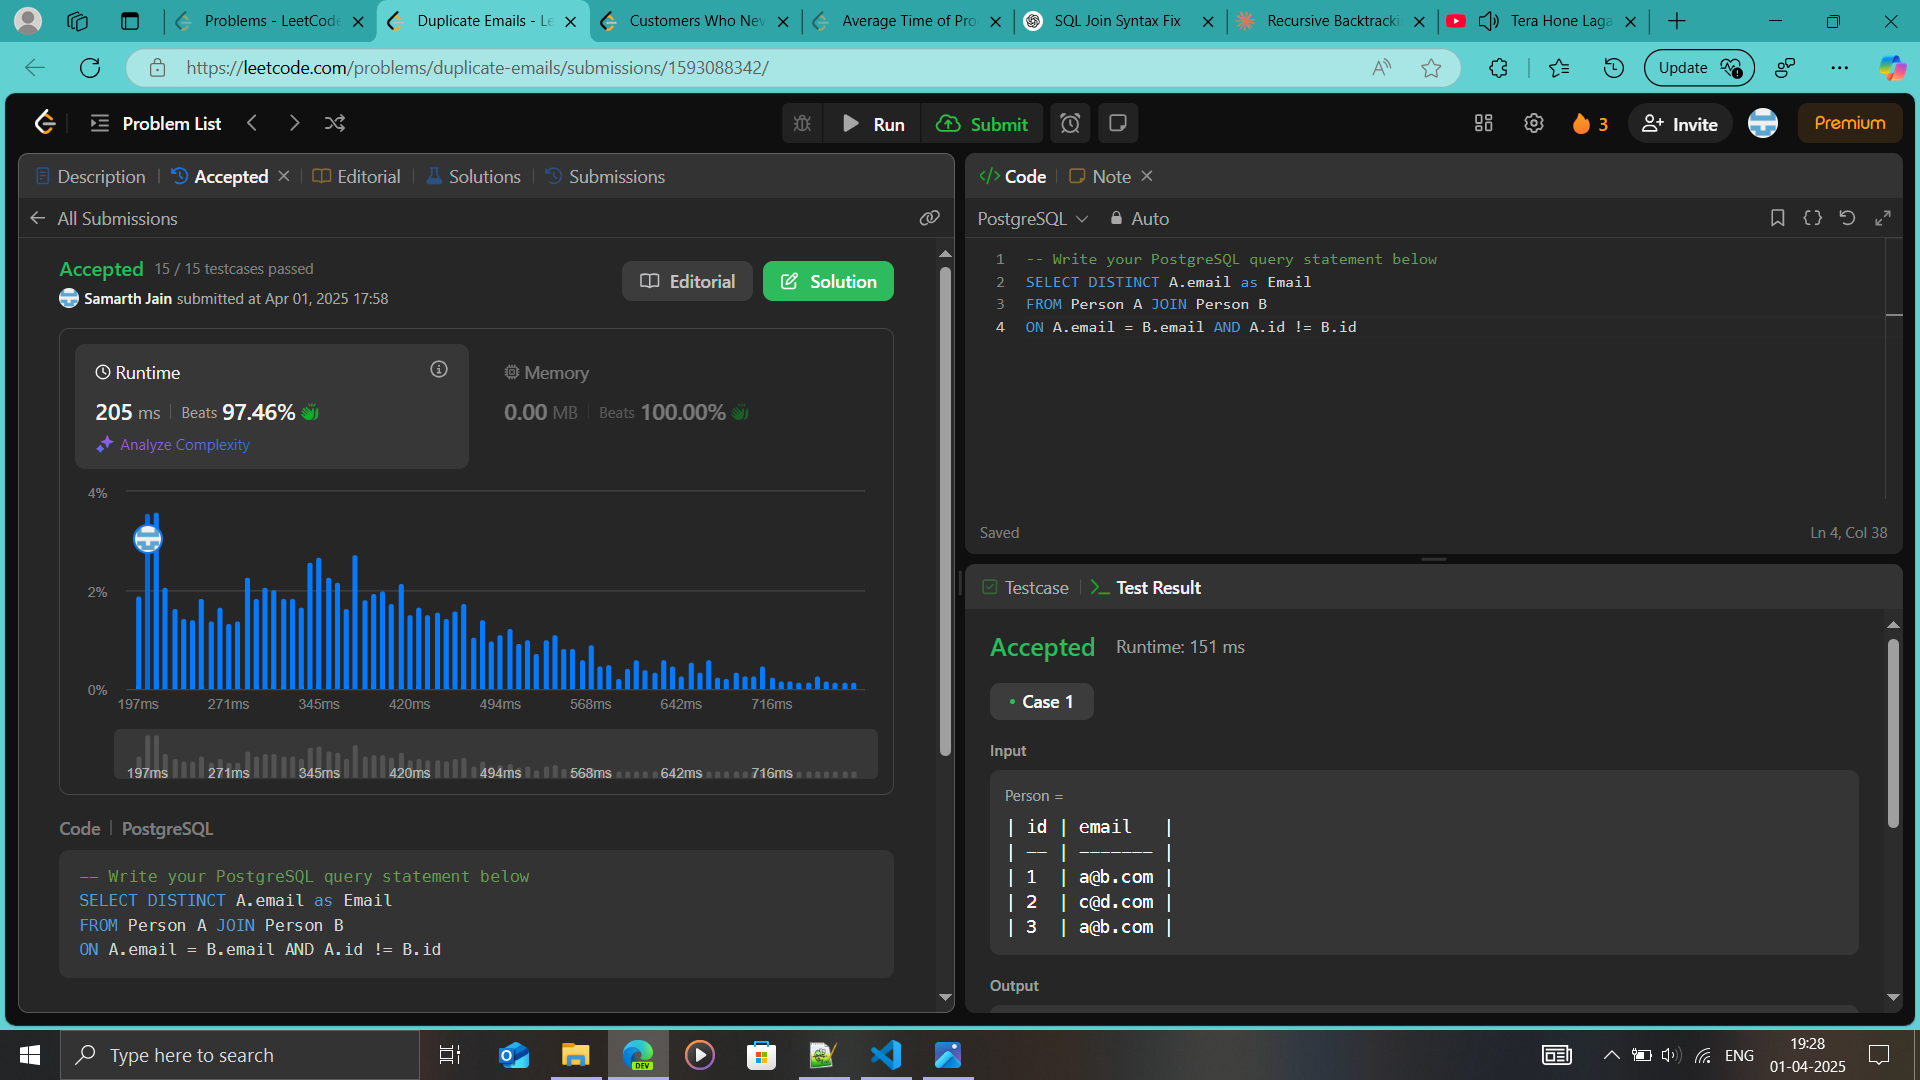 Problems - LeetCode
Duplicate Emails - Le
Customers Who Nev
Average Time of Pro
SQL Join Syntax Fix
Recursive Backtracki
Tera Hone Laga
https://leetcode.com/problems/duplicate-emails/submissions/1593088342/
Update
Problem List
Run
Submit
3
Invite
Premium
Description
Accepted
Editorial
Solutions
Submissions
All Submissions
Accepted 15 / 15 testcases passed
Samarth Jain submitted at Apr 01, 2025 17:58
Editorial
Solution
Runtime
205 ms Beats 97.46%
Analyze Complexity
Memory
0.00 MB Beats 100.00%
4%
2%
0%
197ms 271ms 345ms 420ms 494ms 568ms 642ms 716ms
197ms 271ms 345ms 420ms 494ms 568ms 642ms 716ms
Code PostgreSQL
-- Write your PostgreSQL query statement below
SELECT DISTINCT A.email as Email
FROM Person A JOIN Person B
ON A.email = B.email AND A.id != B.id
</> Code
Note
PostgreSQL
Auto
1 -- Write your PostgreSQL query statement below
2 SELECT DISTINCT A.email as Email
3 FROM Person A JOIN Person B
4 ON A.email = B.email AND A.id != B.id
Saved
Ln 4, Col 38
Testcase
Test Result
Accepted Runtime: 151 ms
Case 1
Input
Person =
| id | email |
| -- | ------- |
| 1 | a@b.com |
| 2 | c@d.com |
| 3 | a@b.com |
Output
Type here to search
DEV
ENG
19:28
01-04-2025